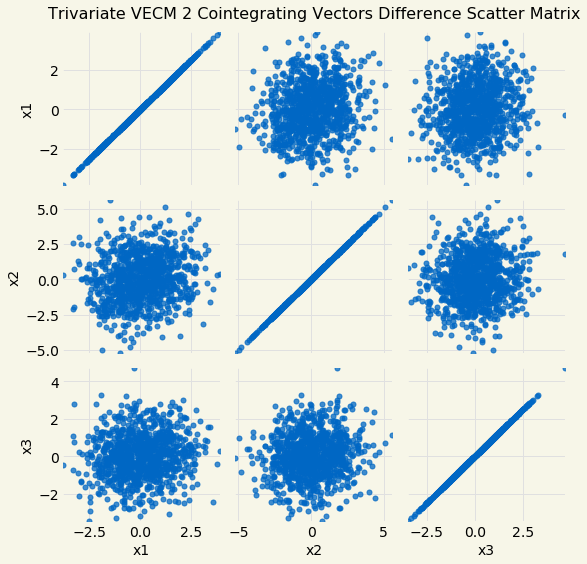 Trivariate VECM 2 Cointegrating Vectors Difference Scatter Matrix
x1
2
0
−2
x2
5.0
2.5
0.0
−2.5
−5.0
x3
4
2
0
−2
−2.5 0.0 2.5
−5 0 5
−2.5 0.0 2.5
x1 x2 x3